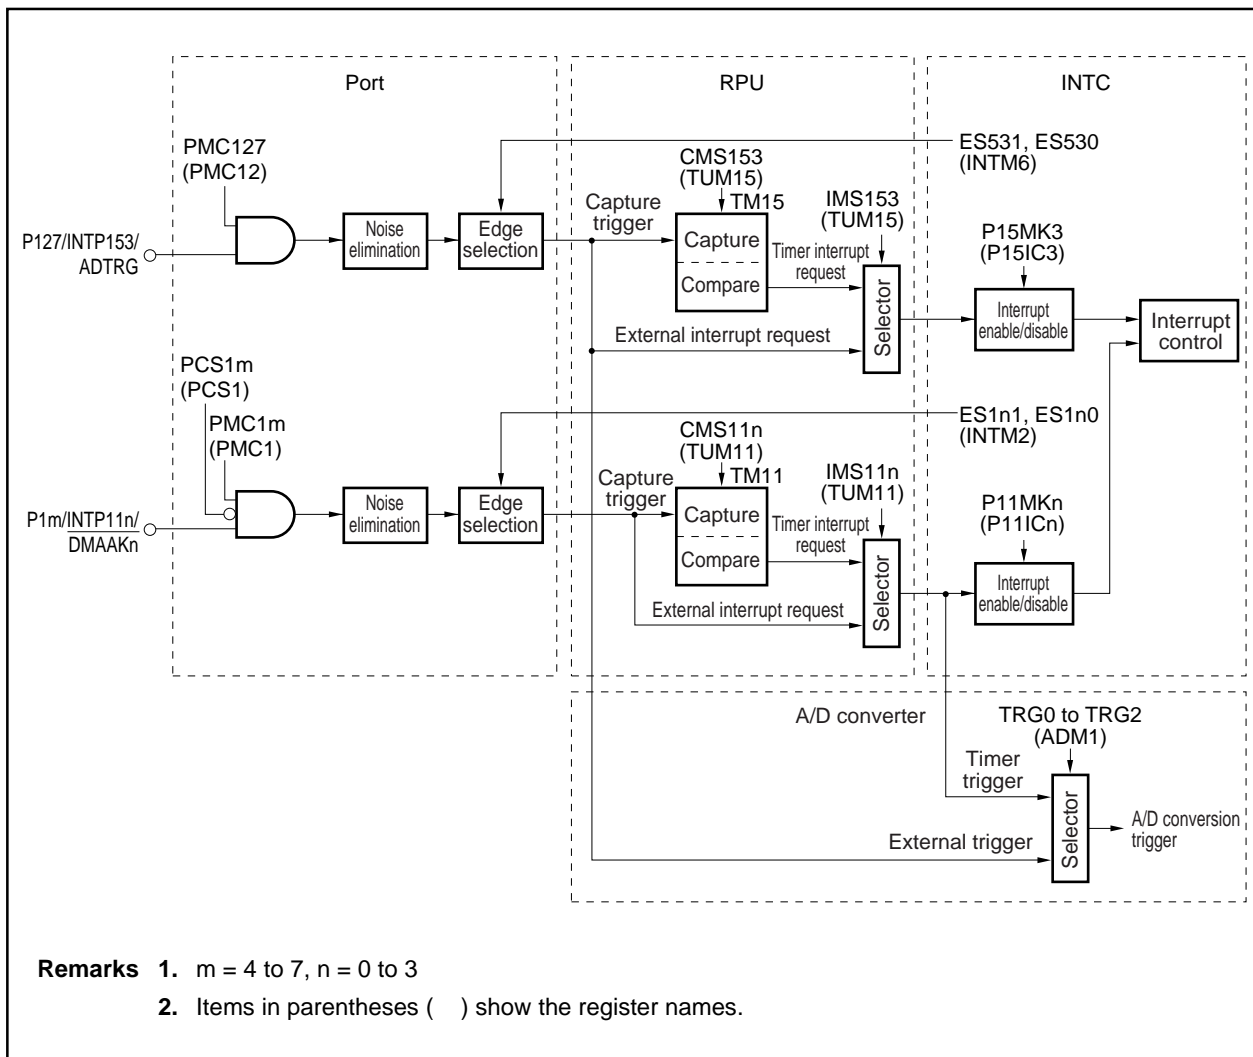 Port
RPU
INTC
PMC127
(PMC12)
P127/INTP153/
ADTRG
Noise
elimination
Edge
selection
Capture
trigger
CMS153
(TUM15)
TM15
Capture
Compare
IMS153
(TUM15)
Timer interrupt
request
External interrupt request
Selector
ES531, ES530
(INTM6)
P15MK3
(P15IC3)
Interrupt
enable/disable
Interrupt
control
PCS1m
(PCS1)
PMC1m
(PMC1)
P1m/INTP11n/
DMAAKn
Noise
elimination
Edge
selection
Capture
trigger
CMS11n
(TUM11)
TM11
Capture
Compare
IMS11n
(TUM11)
Timer interrupt
request
External interrupt request
Selector
ES1n1, ES1n0
(INTM2)
P11MKn
(P11ICn)
Interrupt
enable/disable
A/D converter
TRG0 to TRG2
(ADM1)
Timer
trigger
External trigger
Selector
A/D conversion
trigger
Remarks 1. m = 4 to 7, n = 0 to 3
2. Items in parentheses ( ) show the register names.